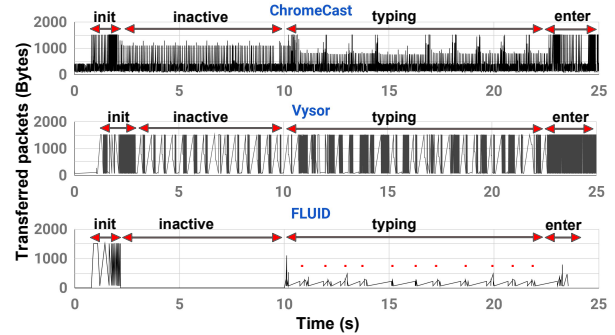 ChromeCast
init inactive typing enter
2000
1000
0
0 5 10 15 20 25
Vysor
init inactive typing enter
2000
1000
0
0 5 10 15 20 25
FLUID
init inactive typing enter
2000
1000
0
0 5 10 15 20 25
Transferred packets (Bytes)
Time (s)